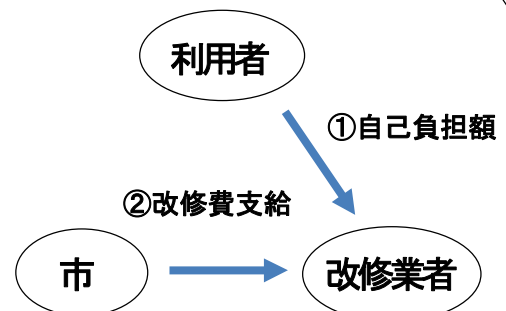 利用者
①自己負担額
②改修費支給
市
改修業者